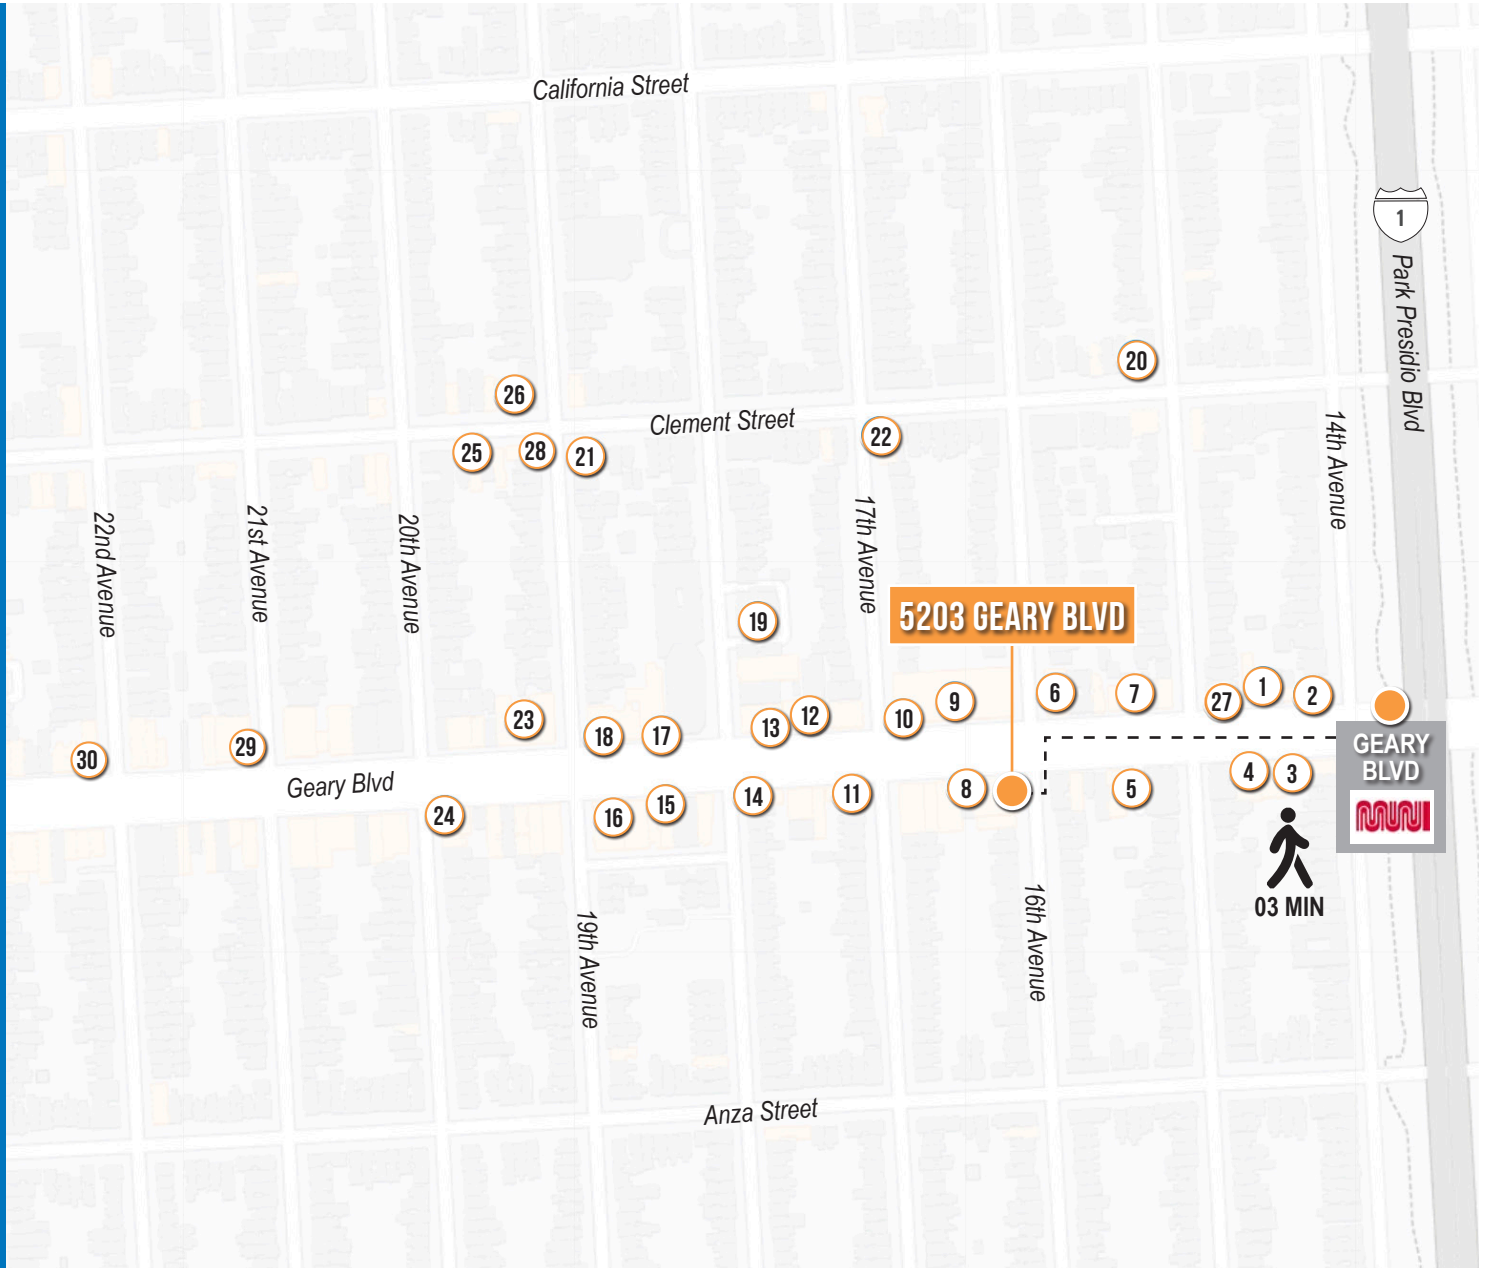 California Street
1
Park Presidio Blvd
20
26
Clement Street
14th Avenue
22
25
28
21
17th Avenue
22nd Avenue
21st Avenue
20th Avenue
5203 GEARY BLVD
19
6
7
27
1
2
9
10
12
13
23
18
17
29
30
GEARY
BLVD
MUNI
Geary Blvd
24
16
15
14
11
8
5
4
3
03 MIN
19th Avenue
16th Avenue
Anza Street